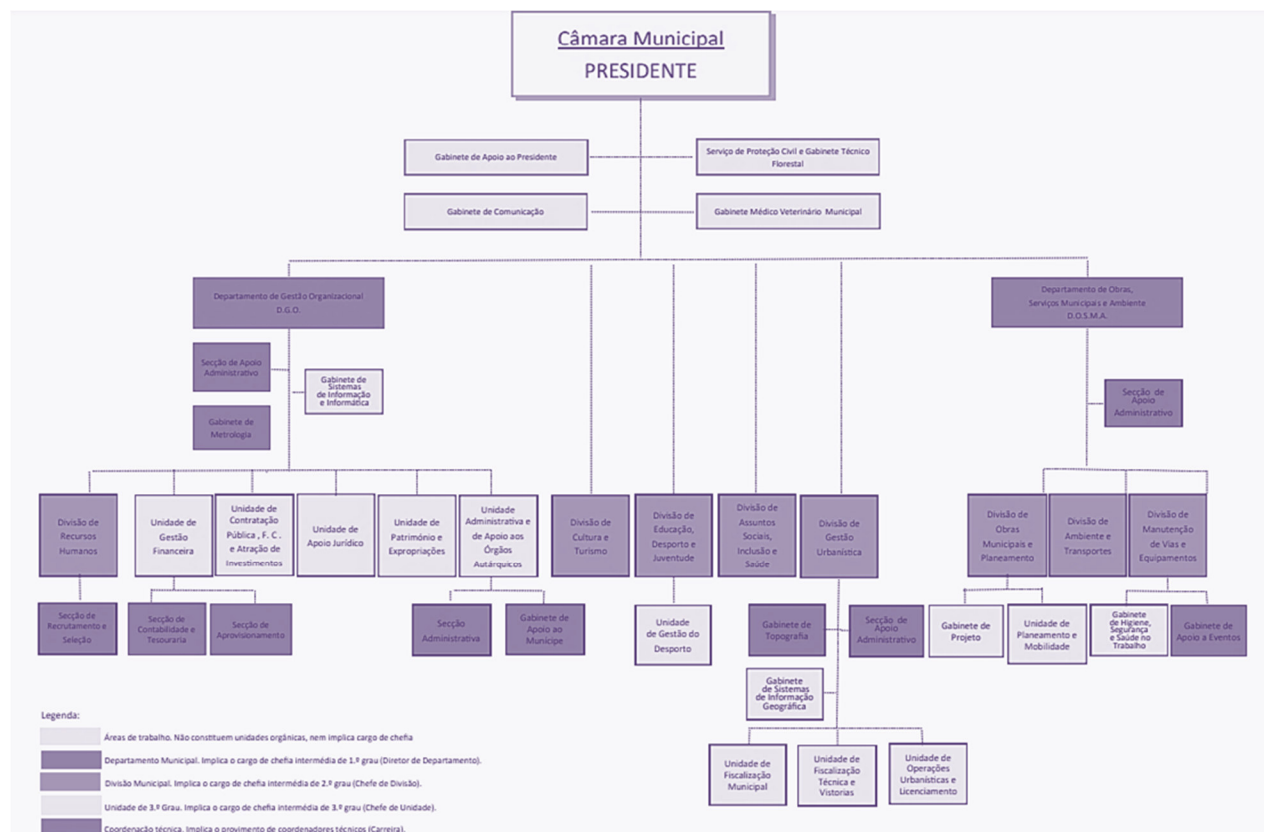 Câmara Municipal
PRESIDENTE
Gabinete de Apoio ao Presidente
Serviço de Proteção Civil e Gabinete Técnico
Florestal
Gabinete de Comunicação
Gabinete Médico Veterinário Municipal
Departamento de Gestão Organizacional
D.G.O.
Departamento de Obras,
Serviços Municipais e Ambiente
D.O.S.M.A.
Secção de Apoio
Administrativo
Gabinete de
Sistemas
de Informação
e Informática
Gabinete de
Metrologia
Secção de
Apoio
Administrativo
Divisão de
Recursos
Humanos
Unidade de
Gestão
Financeira
Unidade de
Contratação
Pública , F. C .
e Atração de
Investimentos
Unidade de
Apoio Jurídico
Unidade de
Património e
Expropriações
Unidade
Administrativa e
de Apoio aos
Órgãos
Autárquicos
Divisão de
Cultura e
Turismo
Divisão de
Educação,
Desporto e
Juventude
Divisão de
Assuntos
Sociais,
Inclusão e
Saúde
Divisão de
Gestão
Urbanística
Divisão de
Obras
Municipais e
Planeamento
Divisão de
Ambiente e
Transportes
Divisão de
Manutenção
de Vias e
Equipamentos
Secção de
Recrutamento e
Seleção
Secção de
Contabilidade e
Tesouraria
Secção de
Aprovisionamento
Secção
Administrativa
Gabinete de
Apoio ao
Munícipe
Unidade
de Gestão do
Desporto
Gabinete de
Topografia
Secção de
Apoio
Administrativo
Gabinete de
Projeto
Unidade de
Planeamento e
Mobilidade
Gabinete
de Higiene,
Segurança
e Saúde no
Trabalho
Gabinete de
Apoio a Eventos
Gabinete
de Sistemas
de Informação
Geográfica
Unidade de
Fiscalização
Municipal
Unidade de
Fiscalização
Técnica e
Vistorias
Unidade de
Operações
Urbanísticas e
Licenciamento
Legenda:
Áreas de trabalho. Não constituem unidades orgânicas, nem implica cargo de chefia
Departamento Municipal. Implica o cargo de chefia intermédia de 1.º grau (Diretor de Departamento).
Divisão Municipal. Implica o cargo de chefia intermédia de 2.º grau (Chefe de Divisão).
Unidade de 3.º Grau. Implica o cargo de chefia intermédia de 3.º grau (Chefe de Unidade).
Coordenação técnica. Implica o provimento de coordenadores técnicos (Carreira).